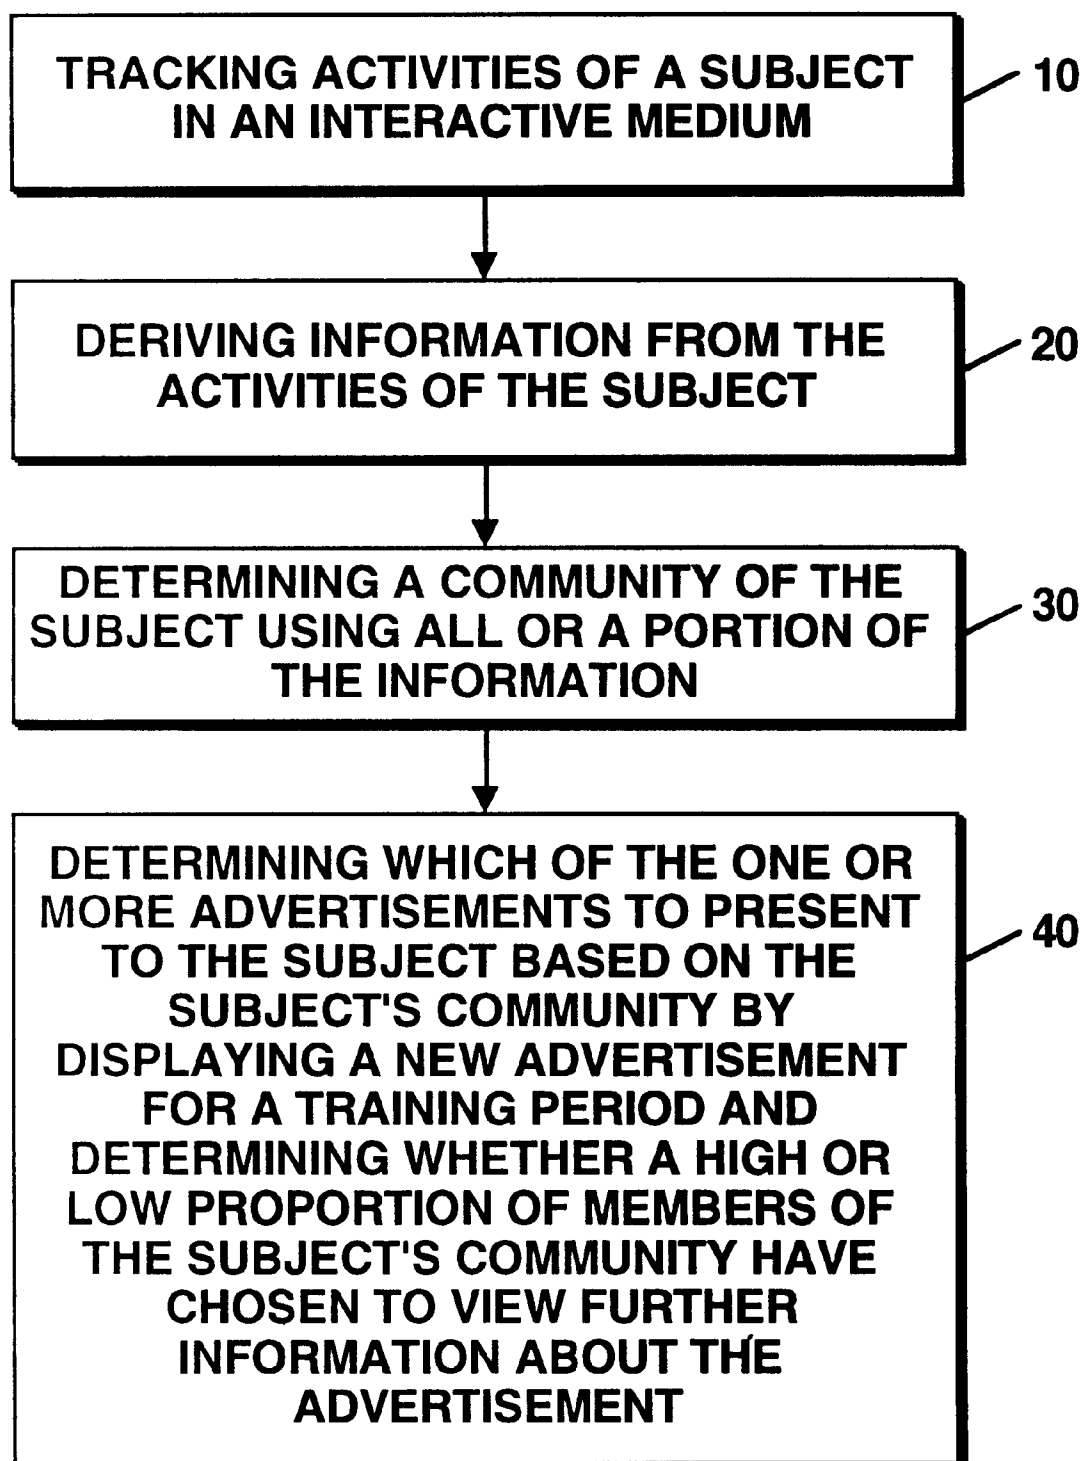 TRACKING ACTIVITIES OF A SUBJECT
IN AN INTERACTIVE MEDIUM
10
DERIVING INFORMATION FROM THE
ACTIVITIES OF THE SUBJECT
20
DETERMINING A COMMUNITY OF THE
SUBJECT USING ALL OR A PORTION OF
THE INFORMATION
30
DETERMINING WHICH OF THE ONE OR
MORE ADVERTISEMENTS TO PRESENT
TO THE SUBJECT BASED ON THE
SUBJECT'S COMMUNITY BY
DISPLAYING A NEW ADVERTISEMENT
FOR A TRAINING PERIOD AND
DETERMINING WHETHER A HIGH OR
LOW PROPORTION OF MEMBERS OF
THE SUBJECT'S COMMUNITY HAVE
CHOSEN TO VIEW FURTHER
INFORMATION ABOUT THE
ADVERTISEMENT
40